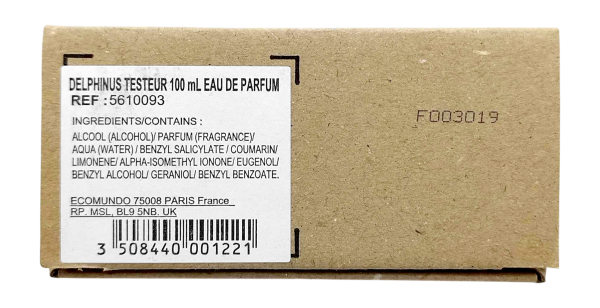 DELPHINUS TESTEUR 100 mL EAU DE PARFUM
REF : 5610093
INGREDIENTS/CONTAINS :
ALCOOL (ALCOHOL)/ PARFUM (FRAGRANCE)/
AQUA (WATER) / BENZYL SALICYLATE / COUMARIN/
LIMONENE/ ALPHA-ISOMETHYL IONONE/ EUGENOL/
BENZYL ALCOHOL/ GERANIOL/ BENZYL BENZOATE.
ECOMUNDO 75008 PARIS France
RP. MSL, BL9 5NB. UK
3 508440 001221
F003019